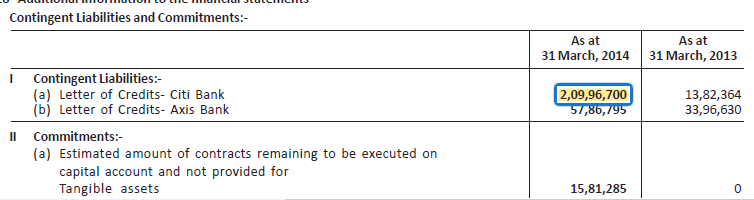 Contingent Liabilities and Commitments:-
As at As at
31 March, 2014 31 March, 2013
I Contingent Liabilities:-
(a) Letter of Credits- Citi Bank 2,09,96,700 13,82,364
(b) Letter of Credits- Axis Bank 57,86,795 33,96,630
II Commitments:-
(a) Estimated amount of contracts remaining to be executed on
capital account and not provided for
Tangible assets 15,81,285 0